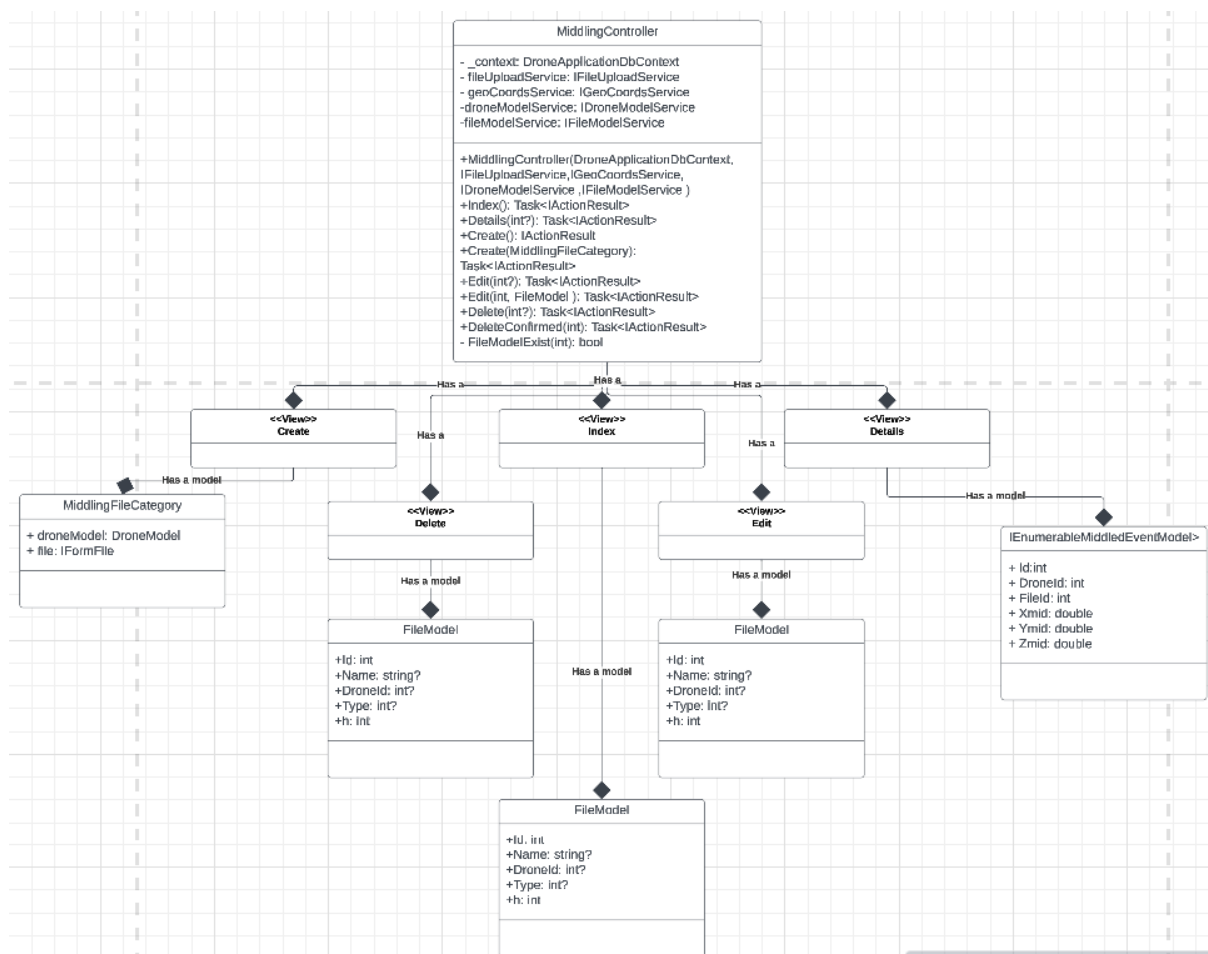 MiddlingController
- _context: DroneApplicationDbContext
- fileUploadService: IFileUploadService
- geoCoordsService: IGeoCoordsService
-droneModelService: IDroneModelService
-fileModelService: IFileModelService
+MiddlingController(DroneApplicationDbContext,
IFileUploadService,IGeoCoordsService,
IDroneModelService ,IFileModelService )
+Index(): Task<IActionResult>
+Details(int?): Task<IActionResult>
+Create(): IActionResult
+Create(MiddlingFileCategory):
Task<IActionResult>
+Edit(int?): Task<IActionResult>
+Edit(int, FileModel ): Task<IActionResult>
+Delete(int?): Task<IActionResult>
+DeleteConfirmed(int): Task<IActionResult>
- FileModelExist(int): bool
Has a
Has a
Has a
<<View>>
Create
<<View>>
Index
<<View>>
Details
Has a
Has a
Has a model
Has a model
MiddlingFileCategory
+ droneModel: DroneModel
+ file: IFormFile
<<View>>
Delete
<<View>>
Edit
IEnumerableMiddledEventModel>
+ Id:int
+ DroneId: int
+ FileId: int
+ Xmid: double
+ Ymid: double
+ Zmid: double
Has a model
Has a model
FileModel
+Id: int
+Name: string?
+DroneId: int?
+Type: int?
+h: int
Has a model
FileModel
+Id: int
+Name: string?
+DroneId: int?
+Type: int?
+h: int
FileModel
+Id: int
+Name: string?
+DroneId: int?
+Type: int?
+h: int